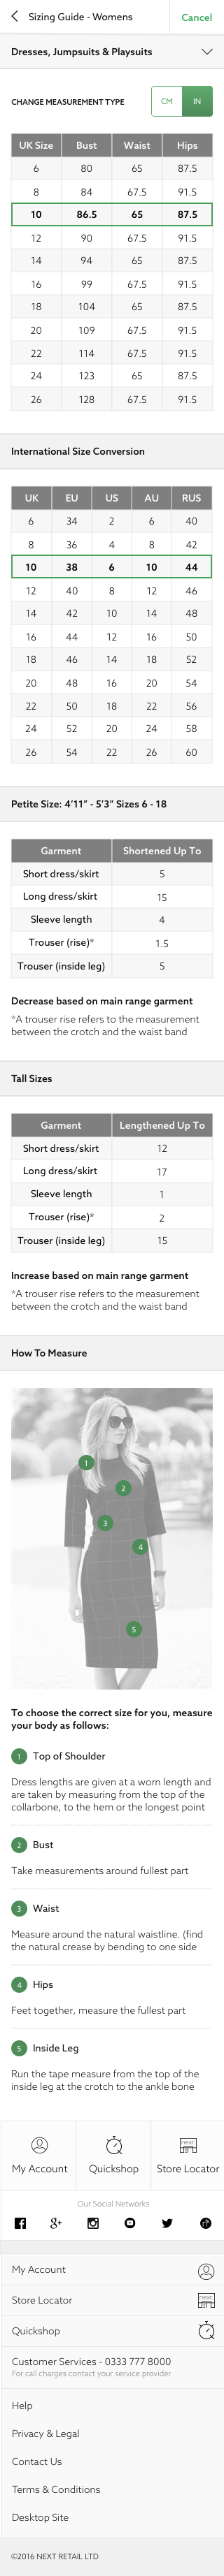 Sizing Guide - Womens Cancel
Dresses, Jumpsuits & Playsuits
CHANGE MEASUREMENT TYPE CM IN
UK Size Bust Waist Hips
6 80 65 87.5
8 84 67.5 91.5
10 86.5 65 87.5
12 90 67.5 91.5
14 94 65 87.5
16 99 67.5 91.5
18 104 65 87.5
20 109 67.5 91.5
22 114 67.5 91.5
24 123 65 87.5
26 128 67.5 91.5
International Size Conversion
UK EU US AU RUS
6 34 2 6 40
8 36 4 8 42
10 38 6 10 44
12 40 8 12 46
14 42 10 14 48
16 44 12 16 50
18 46 14 18 52
20 48 16 20 54
22 50 18 22 56
24 52 20 24 58
26 54 22 26 60
Petite Size: 4'11" - 5'3" Sizes 6 - 18
Garment Shortened Up To
Short dress/skirt 5
Long dress/skirt 15
Sleeve length 4
Trouser (rise)* 1.5
Trouser (inside leg) 5
Decrease based on main range garment
*A trouser rise refers to the measurement
between the crotch and the waist band
Tall Sizes
Garment Lengthened Up To
Short dress/skirt 12
Long dress/skirt 17
Sleeve length 1
Trouser (rise)* 2
Trouser (inside leg) 15
Increase based on main range garment
*A trouser rise refers to the measurement
between the crotch and the waist band
How To Measure
1
2
3
4
5
To choose the correct size for you, measure
your body as follows:
1 Top of Shoulder
Dress lengths are given at a worn length and
are taken by measuring from the top of the
collarbone, to the hem or the longest point
2 Bust
Take measurements around fullest part
3 Waist
Measure around the natural waistline. (find
the natural crease by bending to one side
4 Hips
Feet together, measure the fullest part
5 Inside Leg
Run the tape measure from the top of the
inside leg at the crotch to the ankle bone
next
My Account Quickshop Store Locator
Our Social Networks
My Account
Store Locator next
Quickshop
Customer Services - 0333 777 8000
For call charges contact your service provider
Help
Privacy & Legal
Contact Us
Terms & Conditions
Desktop Site
©2016 NEXT RETAIL LTD